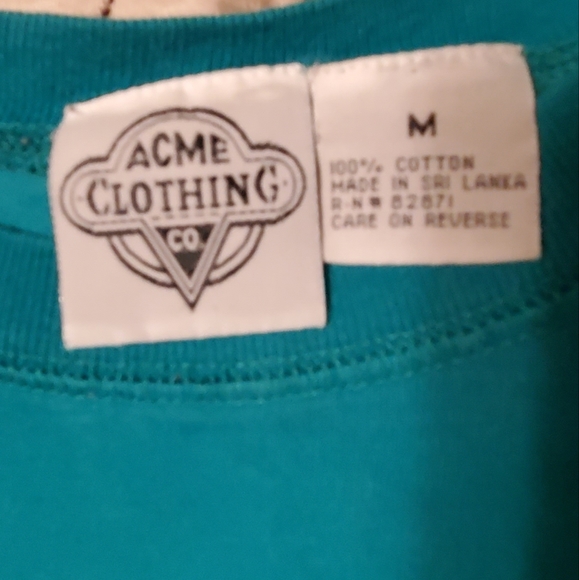 ACME
CLOTHING
CO.
M
100% COTTON
MADE IN SRI LANKA
R-N# 82871
CARE ON REVERSE